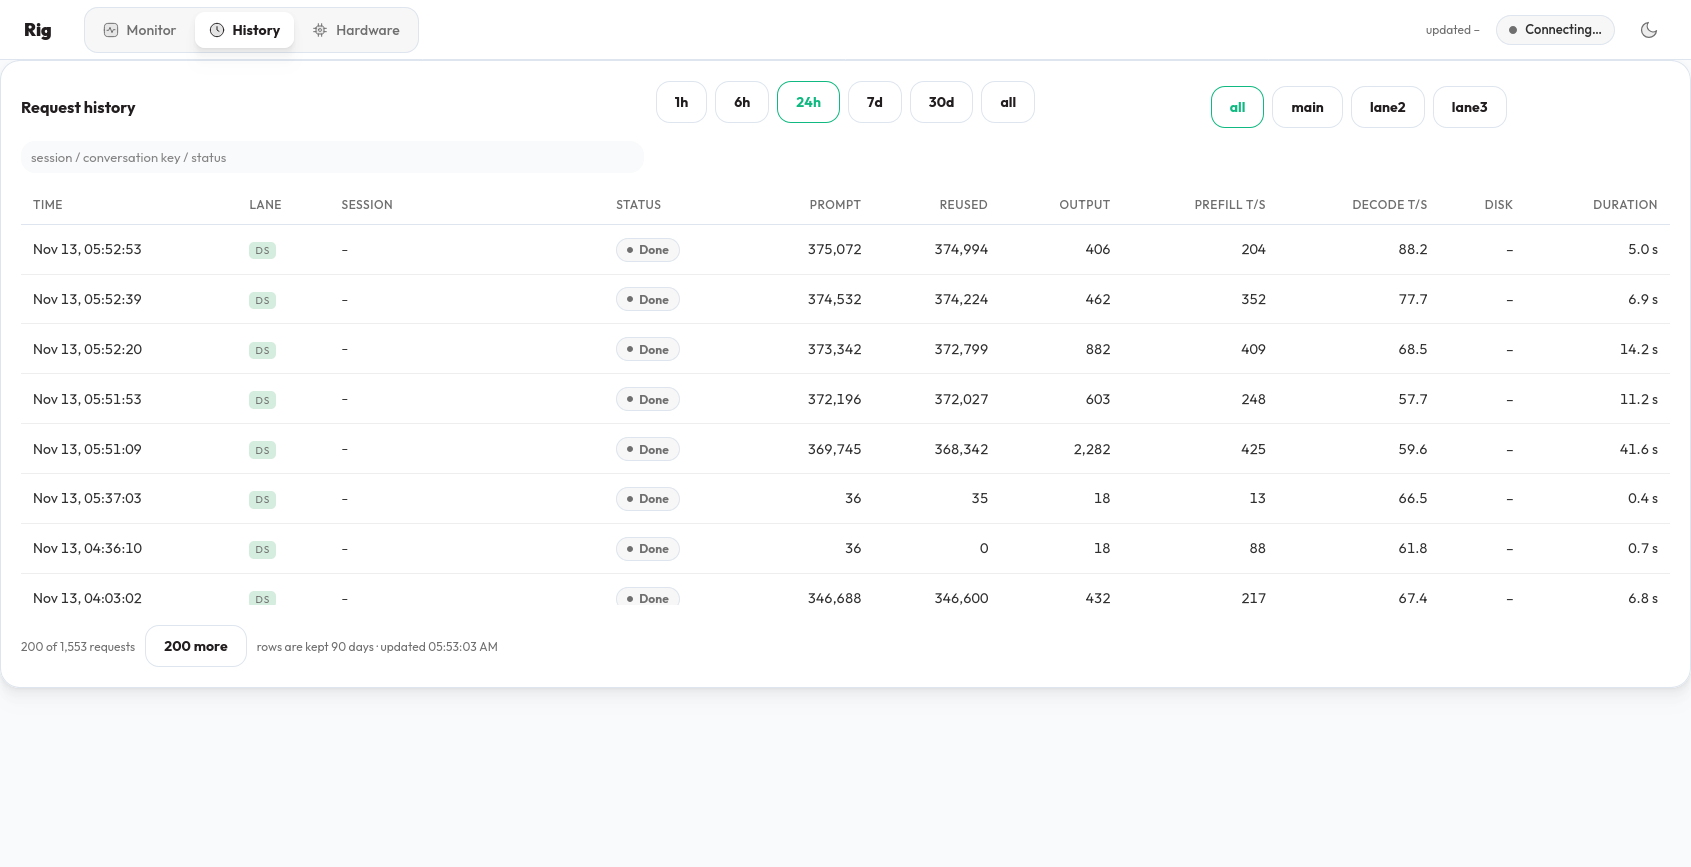 Rig Monitor History Hardware updated – Connecting...
Request history 1h 6h 24h 7d 30d all all main lane2 lane3
session / conversation key / status
TIME LANE SESSION STATUS PROMPT REUSED OUTPUT PREFILL T/S DECODE T/S DISK DURATION
Nov 13, 05:52:53 DS – Done 375,072 374,994 406 204 88.2 – 5.0 s
Nov 13, 05:52:39 DS – Done 374,532 374,224 462 352 77.7 – 6.9 s
Nov 13, 05:52:20 DS – Done 373,342 372,799 882 409 68.5 – 14.2 s
Nov 13, 05:51:53 DS – Done 372,196 372,027 603 248 57.7 – 11.2 s
Nov 13, 05:51:09 DS – Done 369,745 368,342 2,282 425 59.6 – 41.6 s
Nov 13, 05:37:03 DS – Done 36 35 18 13 66.5 – 0.4 s
Nov 13, 04:36:10 DS – Done 36 0 18 88 61.8 – 0.7 s
Nov 13, 04:03:02 DS – Done 346,688 346,600 432 217 67.4 – 6.8 s
200 of 1,553 requests 200 more rows are kept 90 days · updated 05:53:03 AM